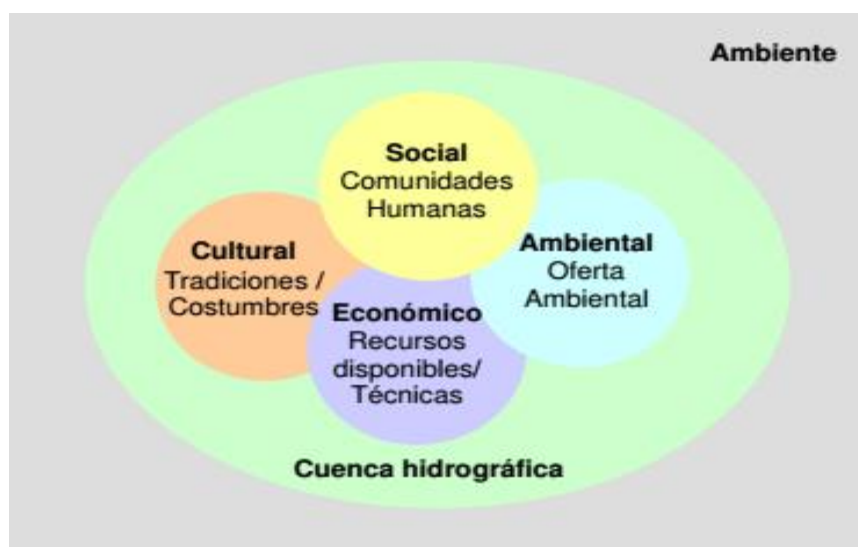 Ambiente
Social
Comunidades
Humanas
Cultural
Tradiciones /
Costumbres
Ambiental
Oferta
Ambiental
Económico
Recursos
disponibles/
Técnicas
Cuenca hidrográfica